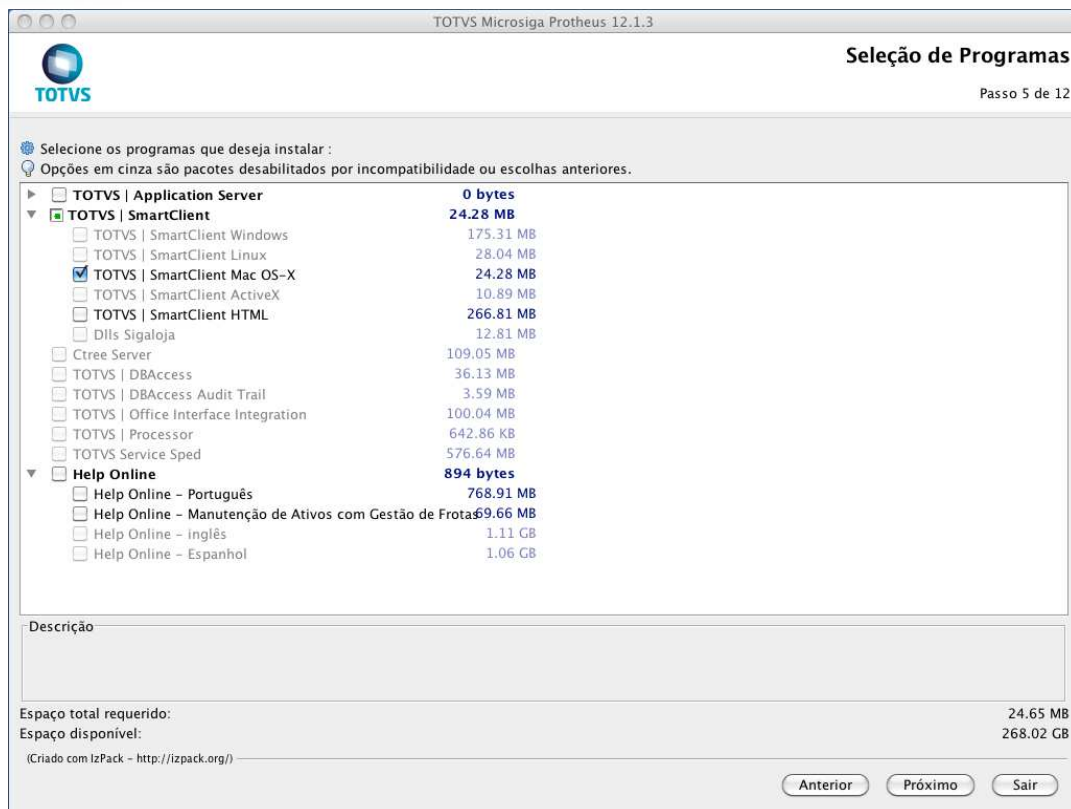 TOTVS Microsiga Protheus 12.1.3
TOTVS
Seleção de Programas
Passo 5 de 12
Selecione os programas que deseja instalar :
Opções em cinza são pacotes desabilitados por incompatibilidade ou escolhas anteriores.
TOTVS | Application Server 0 bytes
TOTVS | SmartClient 24.28 MB
TOTVS | SmartClient Windows 175.31 MB
TOTVS | SmartClient Linux 28.04 MB
TOTVS | SmartClient Mac OS-X 24.28 MB
TOTVS | SmartClient ActiveX 10.89 MB
TOTVS | SmartClient HTML 266.81 MB
Dlls Sigaloja 12.81 MB
Ctree Server 109.05 MB
TOTVS | DBAccess 36.13 MB
TOTVS | DBAccess Audit Trail 3.59 MB
TOTVS | Office Interface Integration 100.04 MB
TOTVS | Processor 642.86 KB
TOTVS Service Sped 576.64 MB
Help Online 894 bytes
Help Online - Português 768.91 MB
Help Online - Manutenção de Ativos com Gestão de Frotas 69.66 MB
Help Online - inglês 1.11 GB
Help Online - Espanhol 1.06 GB
Descrição
Espaço total requerido: 24.65 MB
Espaço disponível: 268.02 GB
(Criado com IzPack - http://izpack.org/)
Anterior Próximo Sair